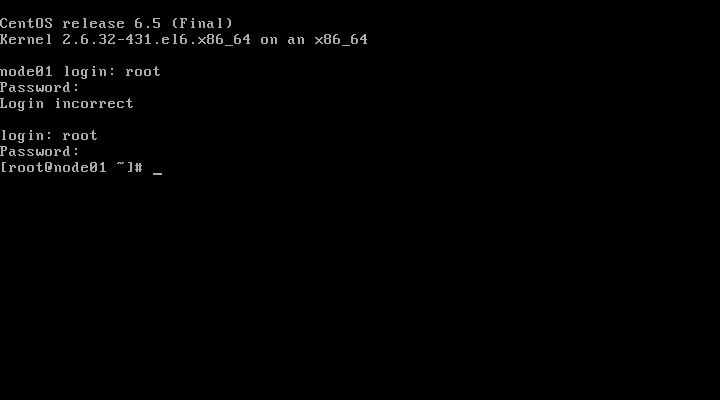 CentOS release 6.5 (Final)
Kernel 2.6.32-431.el6.x86_64 on an x86_64
node01 login: root
Password:
Login incorrect
login: root
Password:
[root@node01 ~]# _